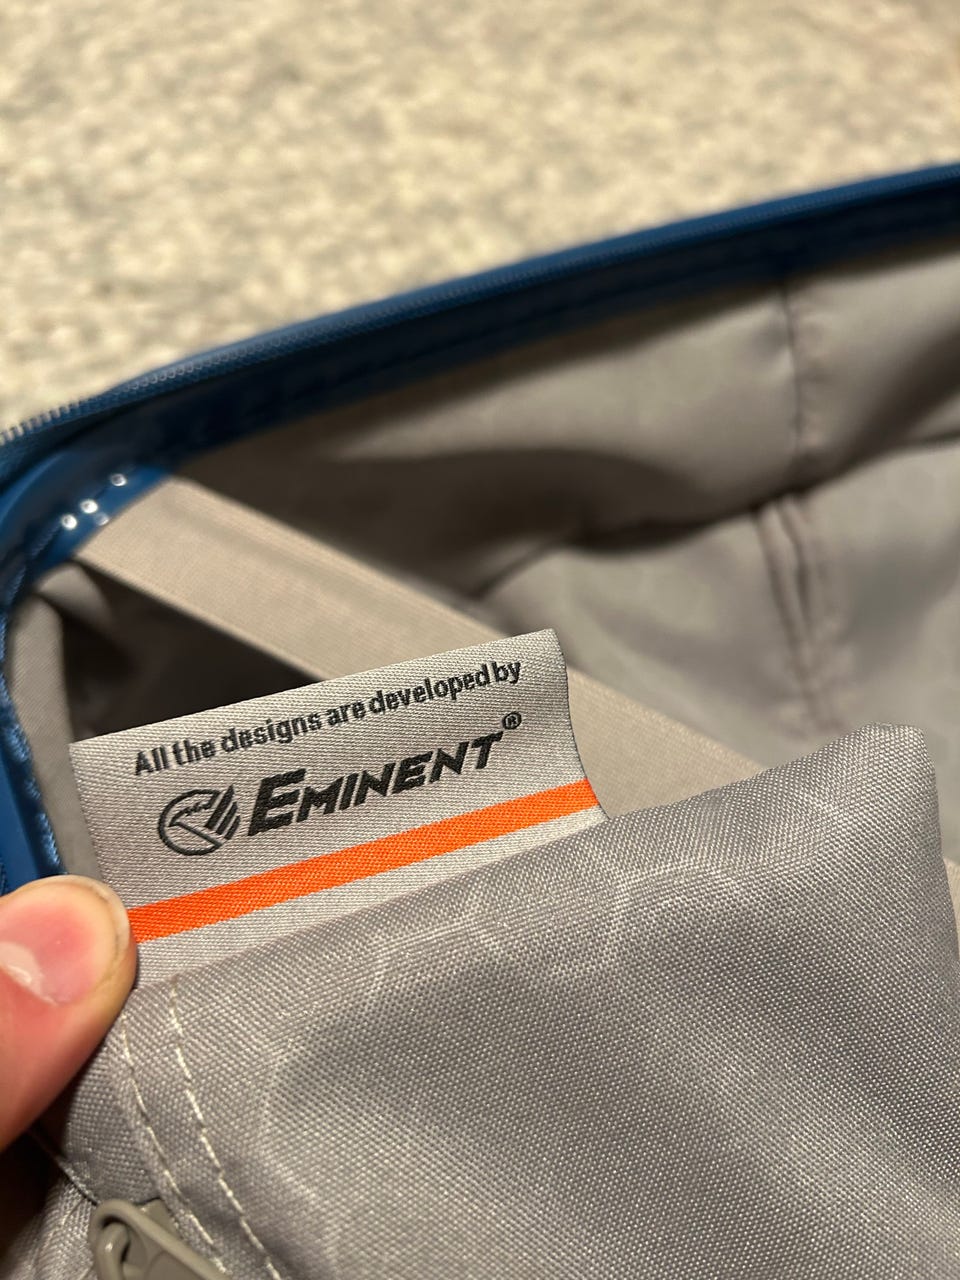 All the designs are developed by
EMINENT®